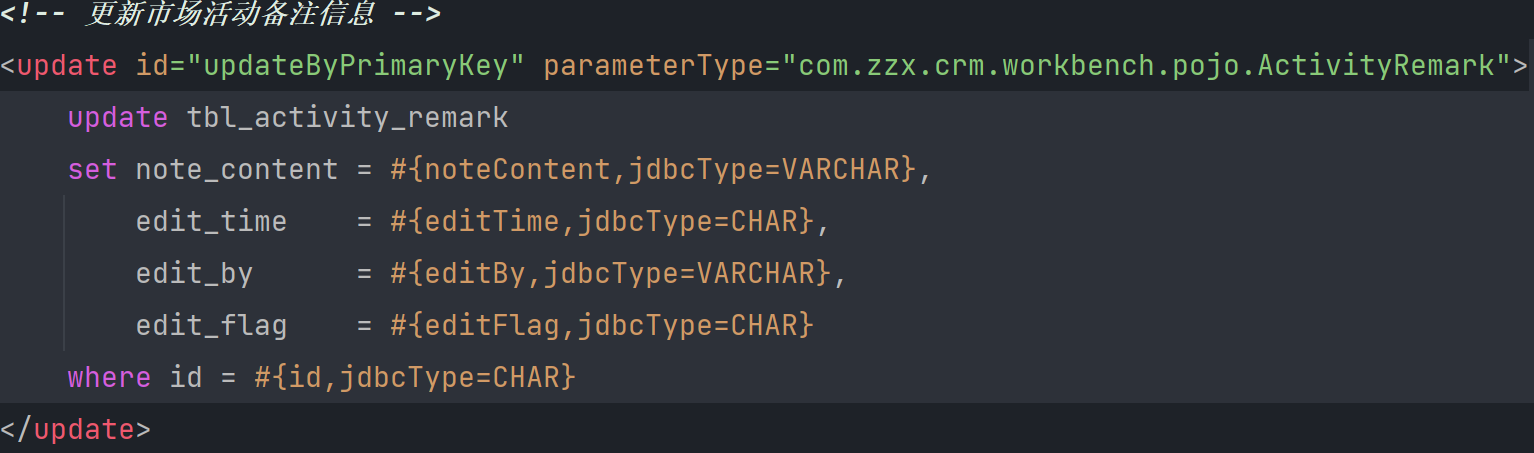 <!-- 更新市场活动备注信息 -->
<update id="updateByPrimaryKey" parameterType="com.zzx.crm.workbench.pojo.ActivityRemark">
    update tbl_activity_remark
    set note_content = #{noteContent,jdbcType=VARCHAR},
        edit_time    = #{editTime,jdbcType=CHAR},
        edit_by      = #{editBy,jdbcType=VARCHAR},
        edit_flag    = #{editFlag,jdbcType=CHAR}
    where id = #{id,jdbcType=CHAR}
</update>